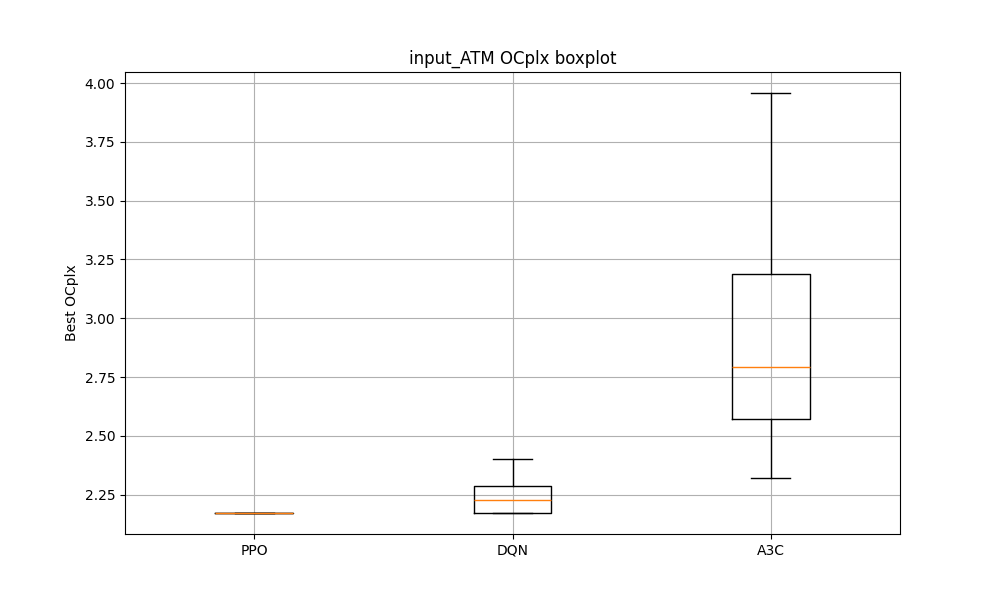 input_ATM OCplx boxplot
Best OCplx
4.00
3.75
3.50
3.25
3.00
2.75
2.50
2.25
PPO
DQN
A3C